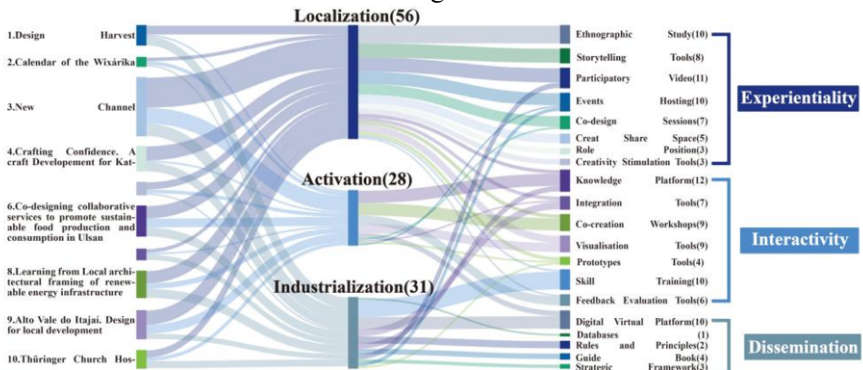 Localization(56)
Activation(28)
Industrialization(31)
1.Design Harvest
2.Calendar of the Wixárika
3.New Channel
4.Crafting Confidence. A
craft Developement for Kat-
6.Co-designing collaborative
services to promote sustain-
able food production and
consumption in Ulsan
8.Learning from Local archi-
tectural framing of renew-
able energy infrastructure
9.Alto Vale do Itajaí. Design
for local development
10.Thüringer Church Hos-
Ethnographic Study(10)
Storytelling Tools(8)
Participatory Video(11)
Events Hosting(10)
Co-design Sessions(7)
Creat Share Space(5)
Role Position(3)
Creativity Stimulation Tools(3)
Knowledge Platform(12)
Integration Tools(7)
Co-creation Workshops(9)
Visualisation Tools(9)
Prototypes Tools(4)
Skill Training(10)
Feedback Evaluation Tools(6)
Digital Virtual Platform(10)
Databases (1)
Rules and Principles(2)
Guide Book(4)
Strategic Framework(3)
Experientiality
Interactivity
Dissemination